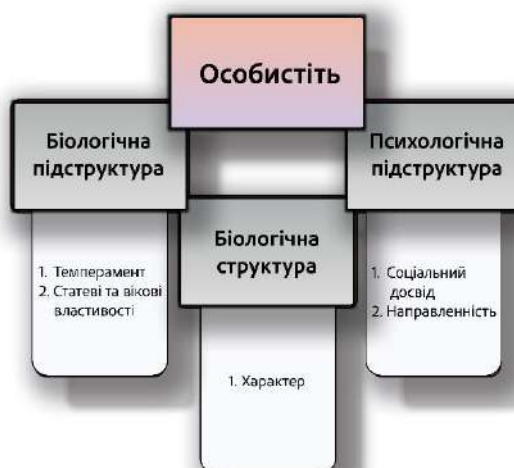 Особистіть
Біологічна
підструктура
1. Темперамент
2. Статеві та вікові
властивості
Біологічна
структура
1. Характер
Психологічна
підструктура
1. Соціальний
досвід
2. Направленність